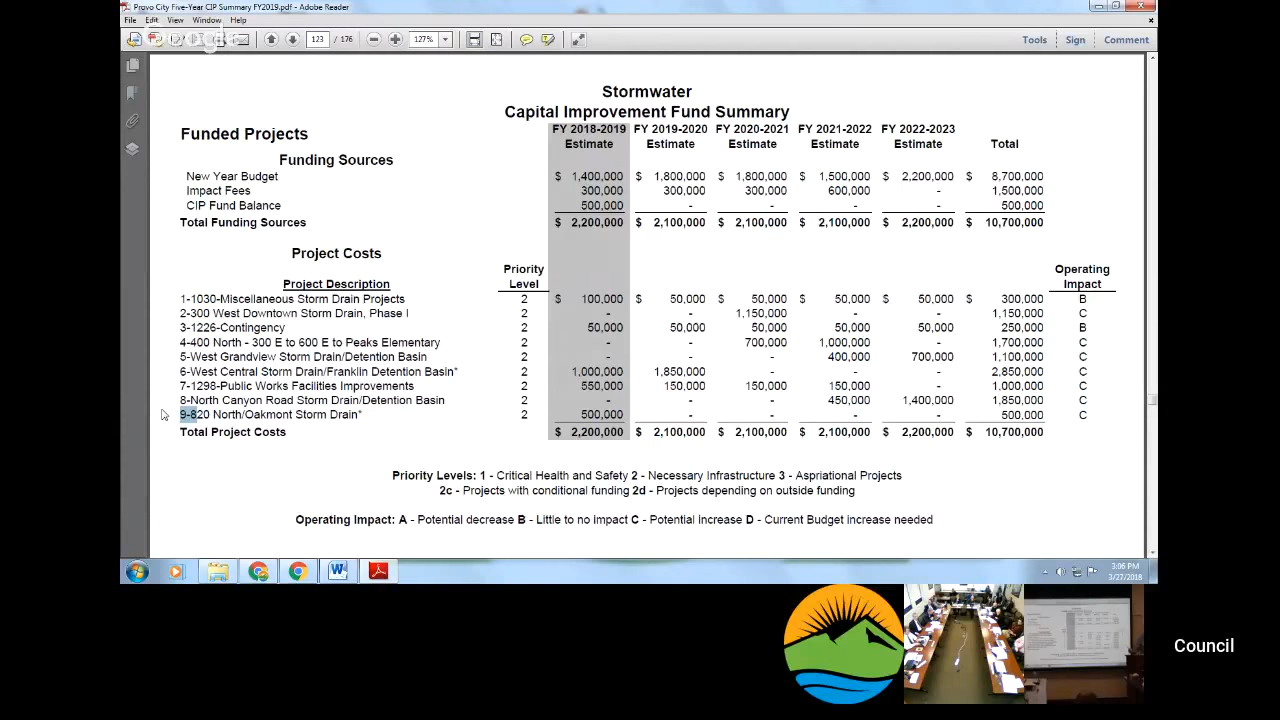 Provo City Five-Year CIP Summary FY2019.pdf - Adobe Reader
File Edit View Window Help
Google
123 / 176 127% Tools Sign Comment
Stormwater
Capital Improvement Fund Summary
Funded Projects FY 2018-2019 FY 2019-2020 FY 2020-2021 FY 2021-2022 FY 2022-2023
Estimate Estimate Estimate Estimate Estimate Total
Funding Sources
New Year Budget $ 1,400,000 $ 1,800,000 $ 1,800,000 $ 1,500,000 $ 2,200,000 $ 8,700,000
Impact Fees 300,000 300,000 300,000 600,000 - 1,500,000
CIP Fund Balance 500,000 - - - - 500,000
Total Funding Sources $ 2,200,000 $ 2,100,000 $ 2,100,000 $ 2,100,000 $ 2,200,000 $ 10,700,000
Project Costs
Priority Operating
Project Description Level Impact
1-1030-Miscellaneous Storm Drain Projects 2 $ 100,000 $ 50,000 $ 50,000 $ 50,000 $ 50,000 $ 300,000 B
2-300 West Downtown Storm Drain, Phase I 2 - - 1,150,000 - - 1,150,000 C
3-1226-Contingency 2 50,000 50,000 50,000 50,000 50,000 250,000 B
4-400 North - 300 E to 600 E to Peaks Elementary 2 - - 700,000 1,000,000 - 1,700,000 C
5-West Grandview Storm Drain/Detention Basin 2 - - - 400,000 700,000 1,100,000 C
6-West Central Storm Drain/Franklin Detention Basin* 2 1,000,000 1,850,000 - - - 2,850,000 C
7-1298-Public Works Facilities Improvements 2 550,000 150,000 150,000 150,000 - 1,000,000 C
8-North Canyon Road Storm Drain/Detention Basin 2 - - - 450,000 1,400,000 1,850,000 C
9-820 North/Oakmont Storm Drain* 2 500,000 - - - - 500,000 C
Total Project Costs $ 2,200,000 $ 2,100,000 $ 2,100,000 $ 2,100,000 $ 2,200,000 $ 10,700,000
Priority Levels: 1 - Critical Health and Safety 2 - Necessary Infrastructure 3 - Aspriational Projects
2c - Projects with conditional funding 2d - Projects depending on outside funding
Operating Impact: A - Potential decrease B - Little to no impact C - Potential increase D - Current Budget increase needed
3:06 PM
3/27/2018
Council